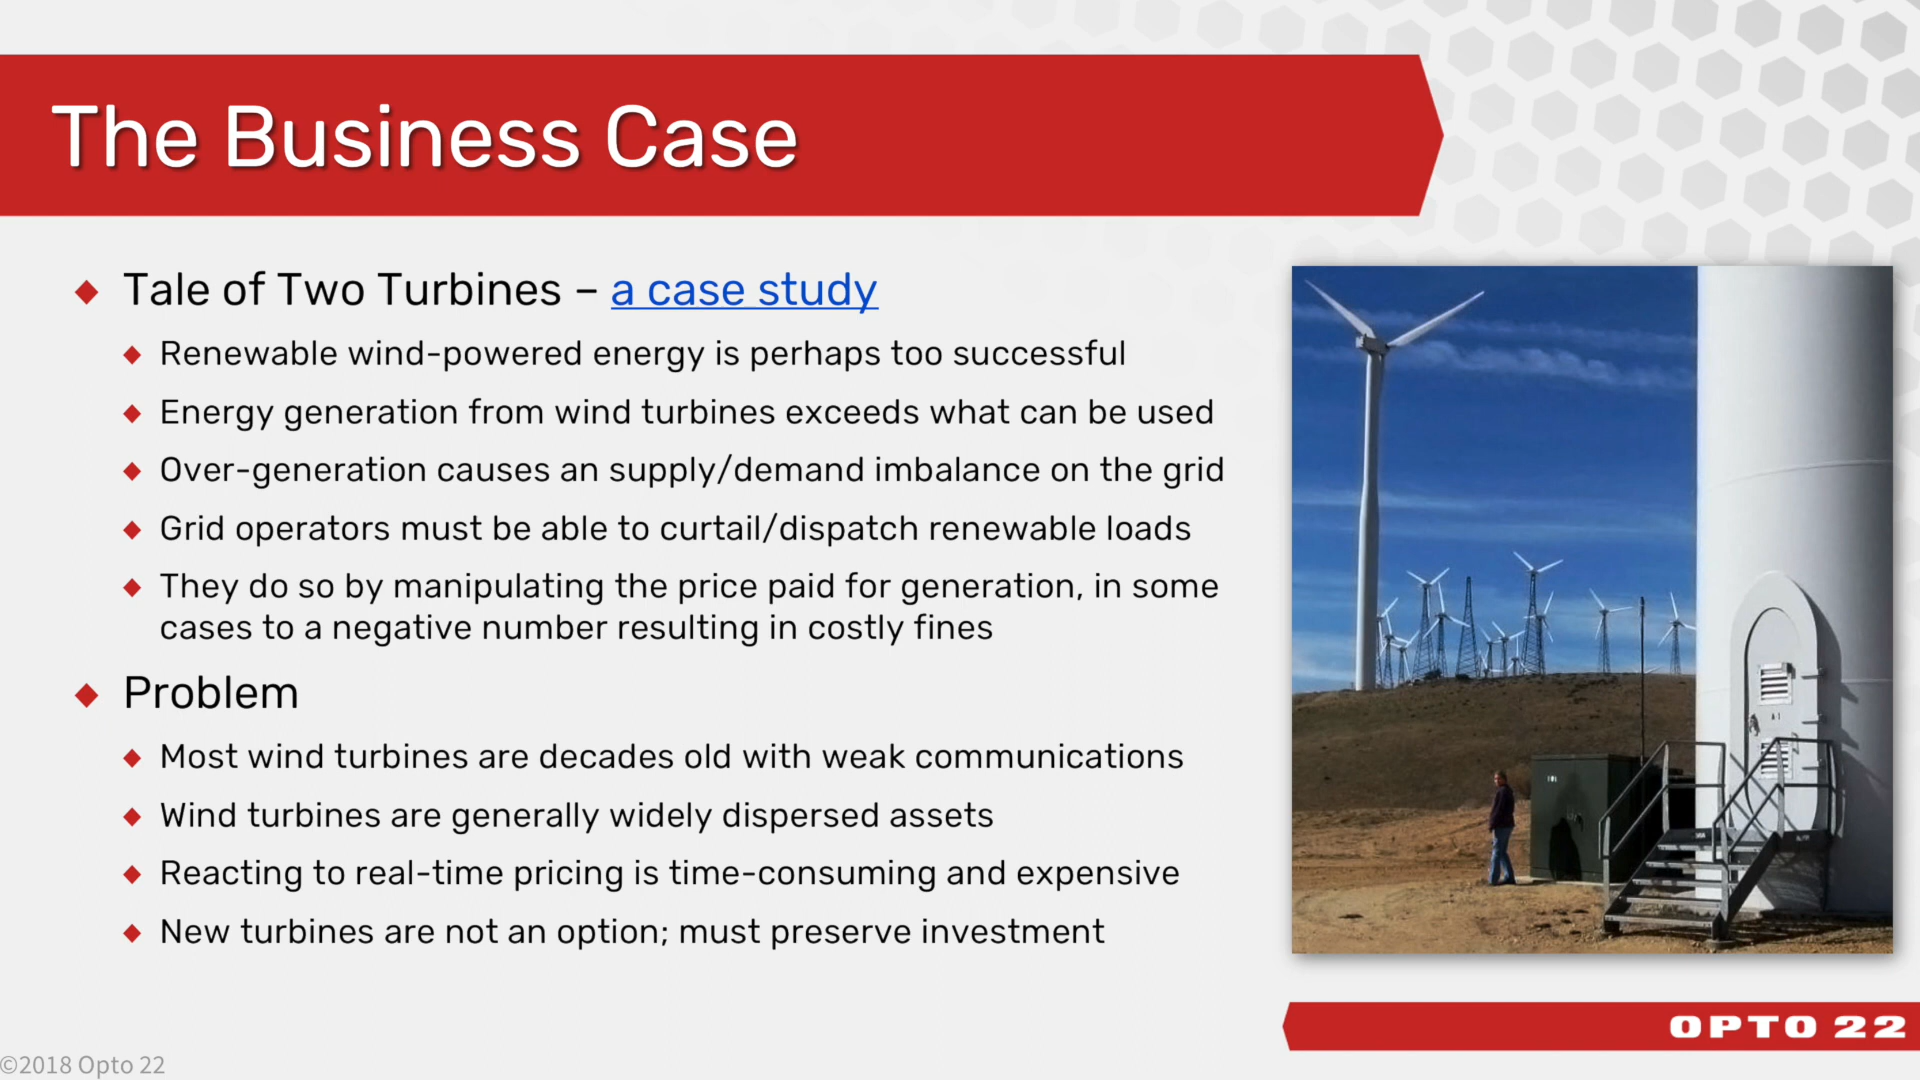 The Business Case
Tale of Two Turbines – a case study
Renewable wind-powered energy is perhaps too successful
Energy generation from wind turbines exceeds what can be used
Over-generation causes an supply/demand imbalance on the grid
Grid operators must be able to curtail/dispatch renewable loads
They do so by manipulating the price paid for generation, in some
cases to a negative number resulting in costly fines
Problem
Most wind turbines are decades old with weak communications
Wind turbines are generally widely dispersed assets
Reacting to real-time pricing is time-consuming and expensive
New turbines are not an option; must preserve investment
OPTO 22
©2018 Opto 22